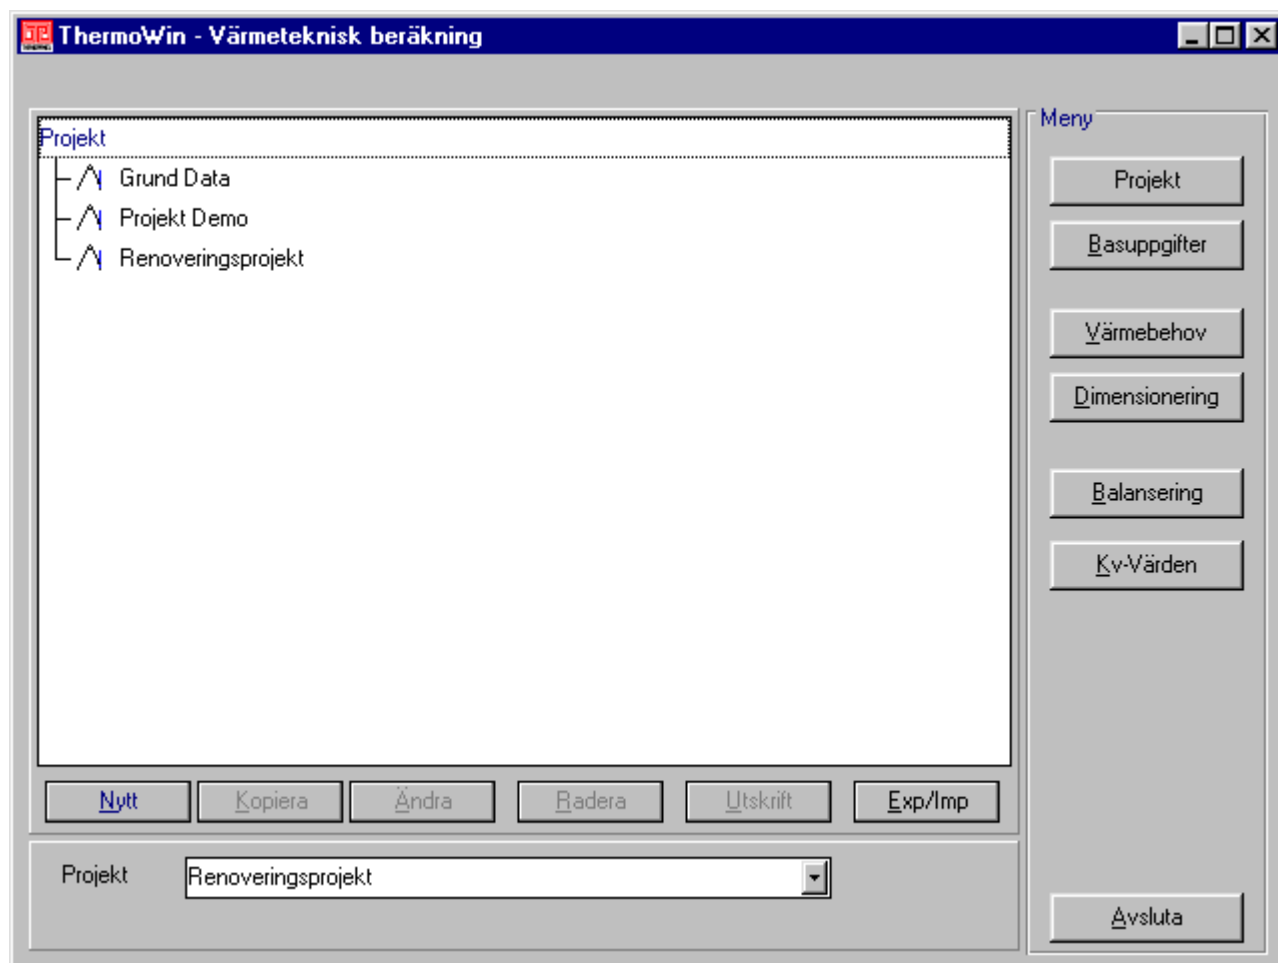 ThermoWin - Värmeteknisk beräkning
Projekt
Grund Data
Projekt Demo
Renoveringsprojekt
Nytt
Kopiera
Ändra
Radera
Utskrift
Exp/Imp
Projekt
Renoveringsprojekt
Meny
Projekt
Basuppgifter
Värmebehov
Dimensionering
Balansering
Kv-Värden
Avsluta